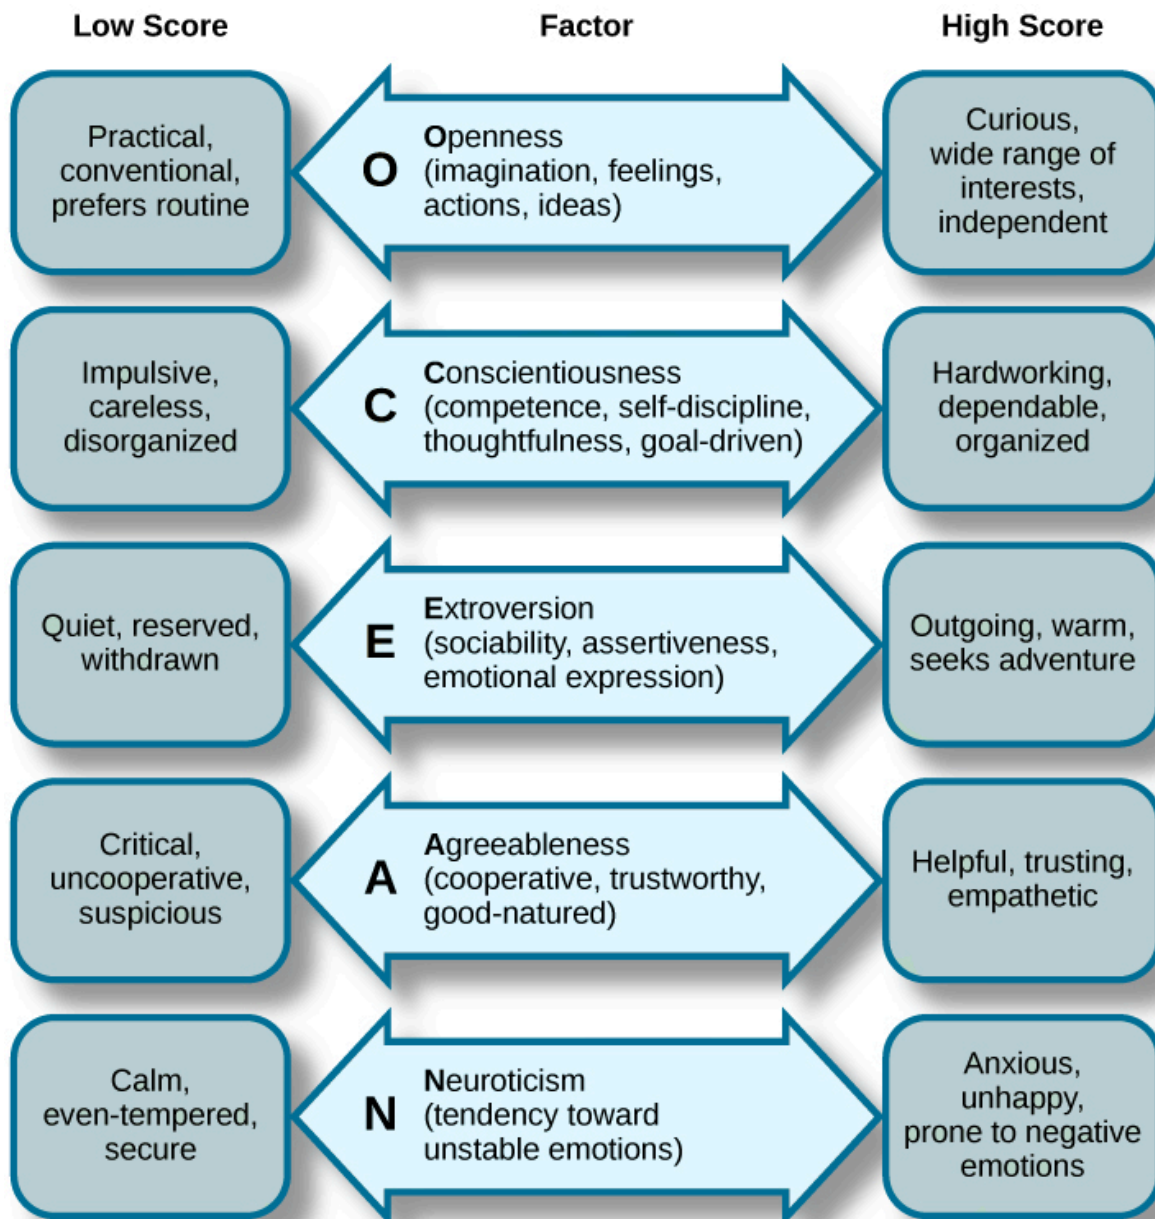 Low Score
Factor
High Score
Practical,
conventional,
prefers routine
O
Openness
(imagination, feelings,
actions, ideas)
Curious,
wide range of
interests,
independent
Impulsive,
careless,
disorganized
C
Conscientiousness
(competence, self-discipline,
thoughtfulness, goal-driven)
Hardworking,
dependable,
organized
Quiet, reserved,
withdrawn
E
Extroversion
(sociability, assertiveness,
emotional expression)
Outgoing, warm,
seeks adventure
Critical,
uncooperative,
suspicious
A
Agreeableness
(cooperative, trustworthy,
good-natured)
Helpful, trusting,
empathetic
Calm,
even-tempered,
secure
N
Neuroticism
(tendency toward
unstable emotions)
Anxious,
unhappy,
prone to negative
emotions